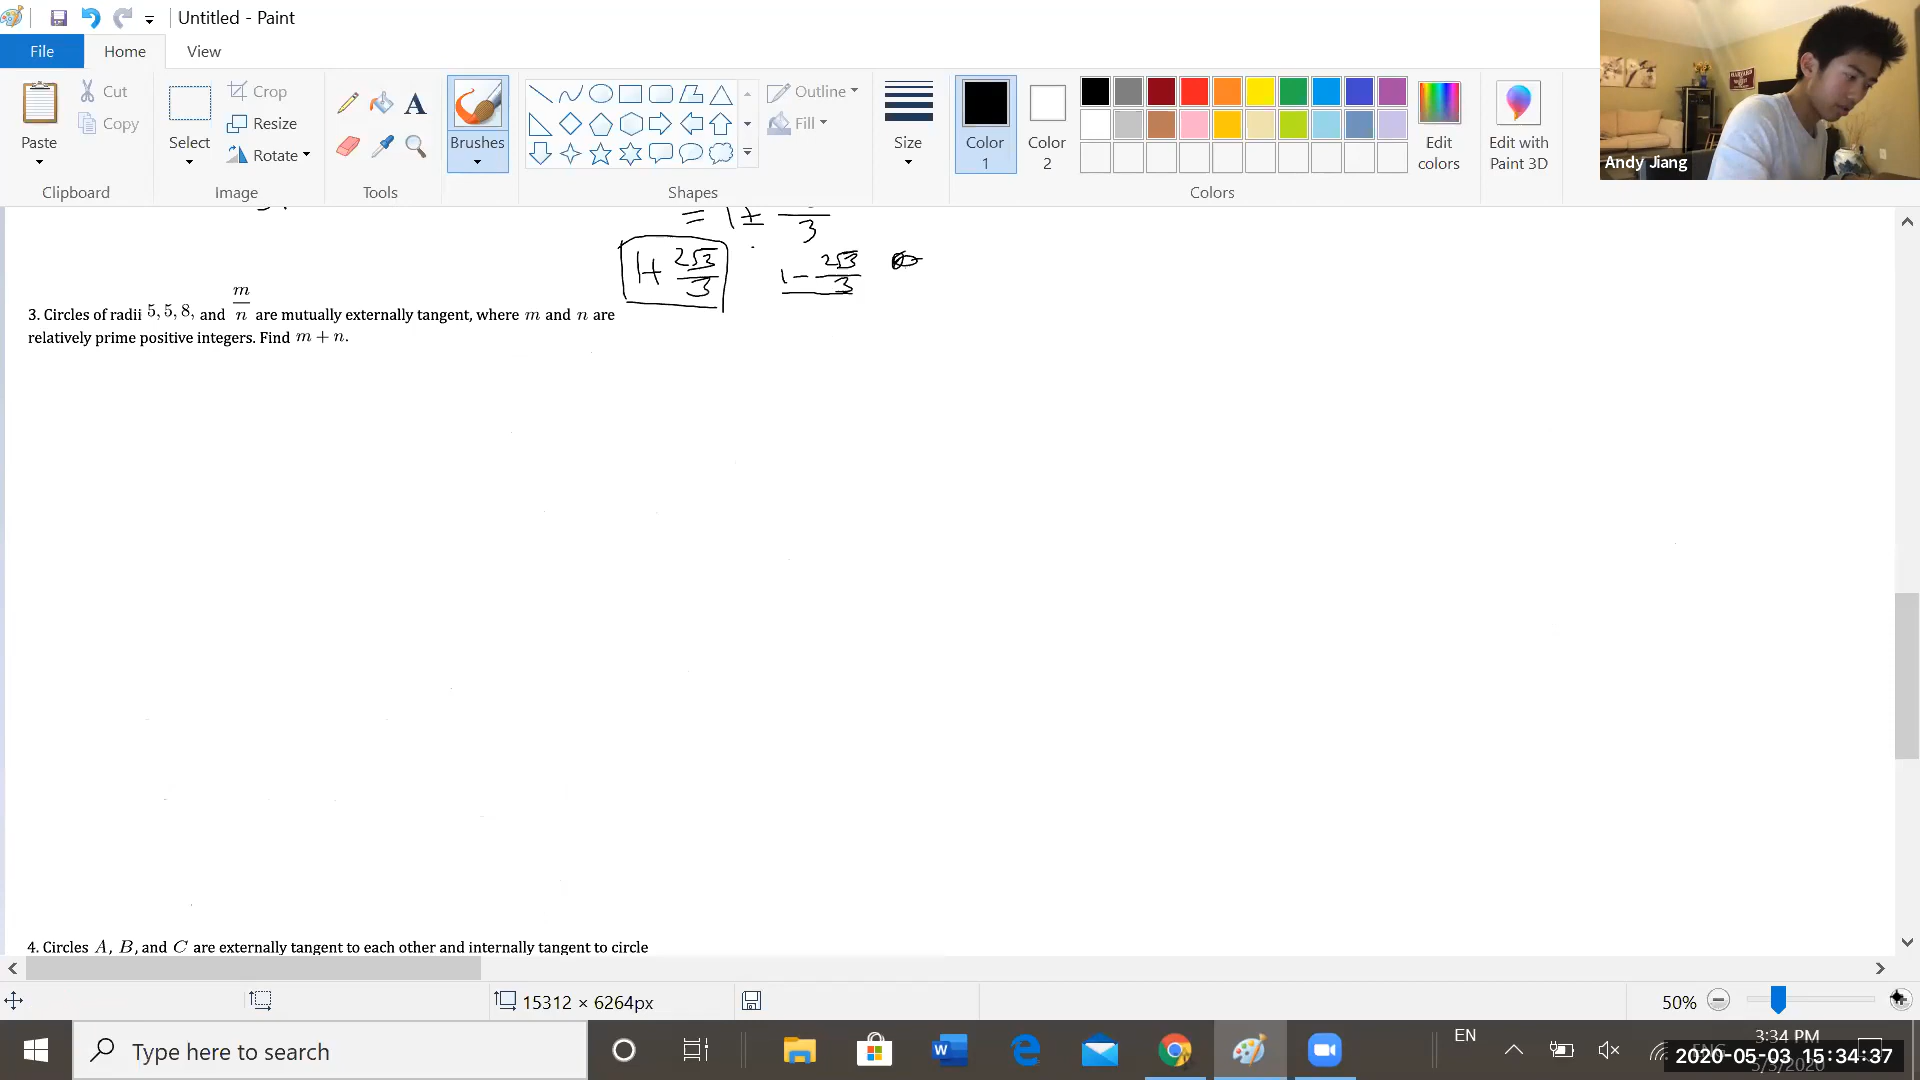 Untitled - Paint
File Home View
Paste
Cut
Copy
Clipboard
Select
Crop
Resize
Rotate
Image
A
Tools
Brushes
Shapes
Outline
Fill
Size
Color 1
Color 2
Edit colors
Colors
Edit with Paint 3D
Andy Jiang
= 1 ± 3
1 + 2√3/3
1 - 2√3/3
3. Circles of radii 5, 5, 8, and m/n are mutually externally tangent, where m and n are
relatively prime positive integers. Find m + n.
4. Circles A, B, and C are externally tangent to each other and internally tangent to circle
15312 × 6264px
50%
Type here to search
EN
3:34 PM
2020-05-03 15:34:37
5/3/2020